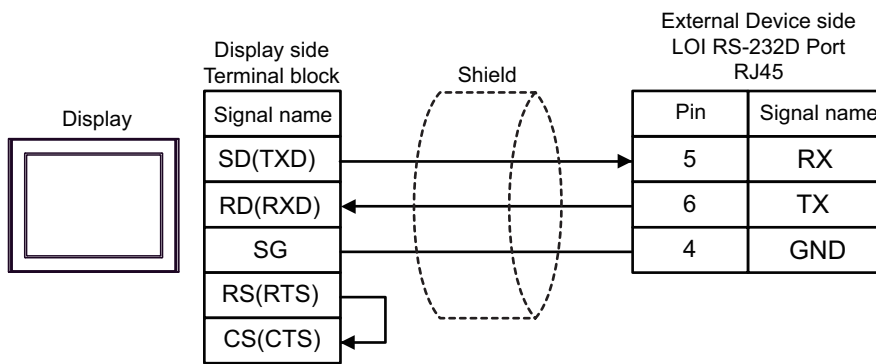 External Device side
LOI RS-232D Port
RJ45
Display side
Terminal block
Shield
Display
Signal name
Pin Signal name
SD(TXD) 5 RX
RD(RXD) 6 TX
SG 4 GND
RS(RTS)
CS(CTS)